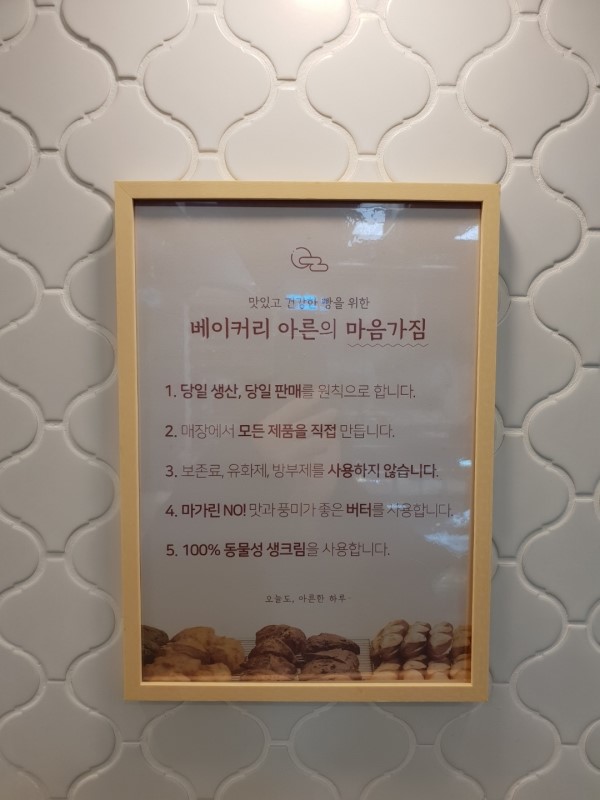 맛있고 건강한 빵을 위한
베이커리 아른의 마음가짐
1. 당일 생산, 당일 판매를 원칙으로 합니다.
2. 매장에서 모든 제품을 직접 만듭니다.
3. 보존료, 유화제, 방부제를 사용하지 않습니다.
4. 마가린 NO! 맛과 풍미가 좋은 버터를 사용합니다.
5. 100% 동물성 생크림을 사용합니다.
오늘도, 아른한 하루